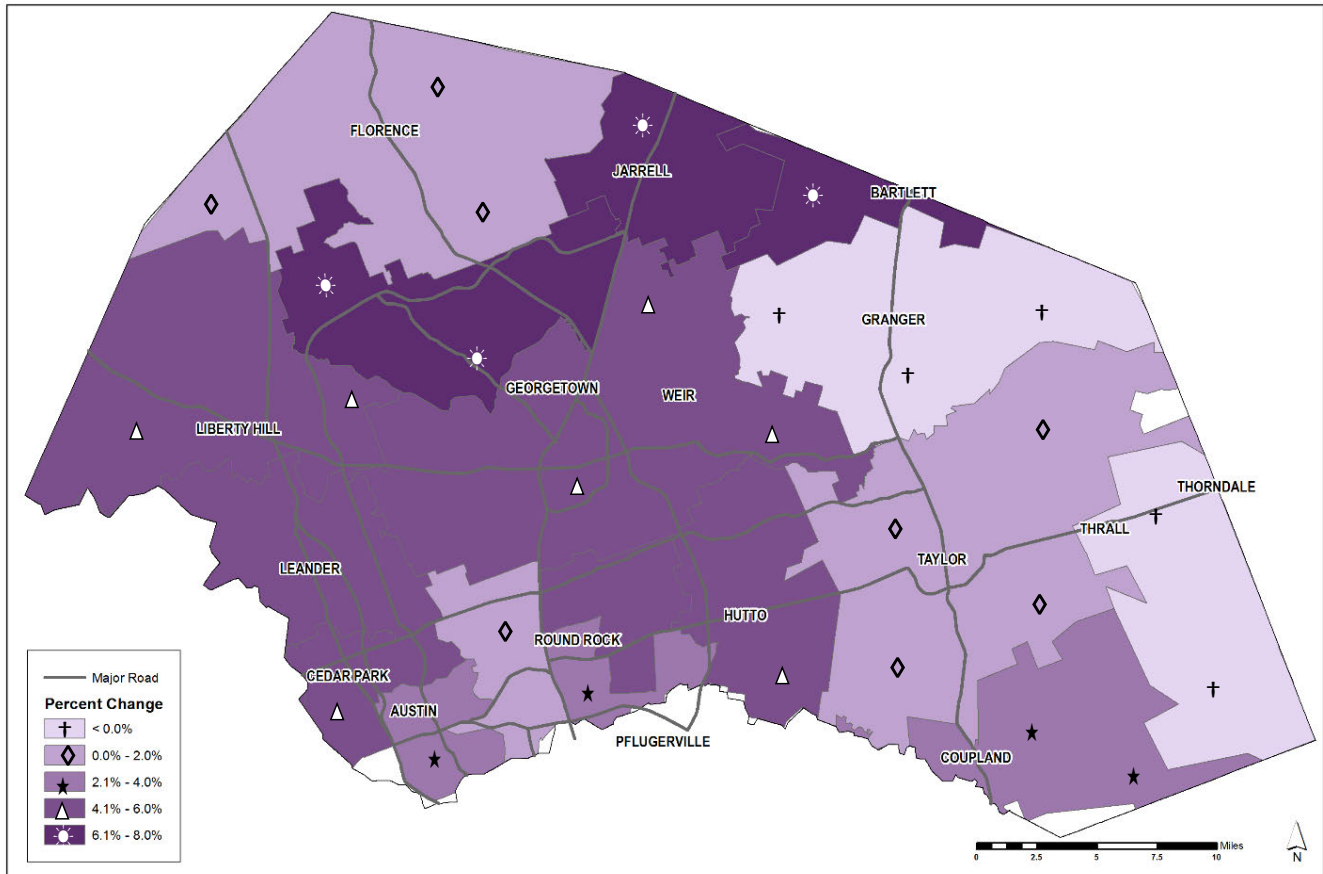 FLORENCE
JARRELL
BARTLETT
GRANGER
GEORGETOWN
WEIR
LIBERTY HILL
THORNDALE
THRALL
TAYLOR
LEANDER
HUTTO
ROUND ROCK
CEDAR PARK
AUSTIN
PFLUGERVILLE
COUPLAND
Major Road
Percent Change
< 0.0%
0.0% - 2.0%
2.1% - 4.0%
4.1% - 6.0%
6.1% - 8.0%
Miles
0 2.5 5 7.5 10
N